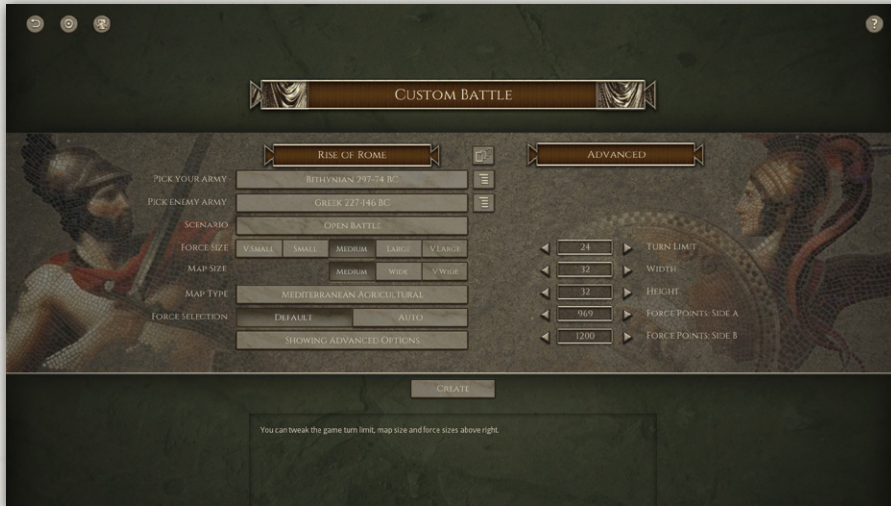 ?
CUSTOM BATTLE
RISE OF ROME
ADVANCED
PICK YOUR ARMY BITHYNIAN 297-74 BC
PICK ENEMY ARMY GREEK 227-146 BC
SCENARIO OPEN BATTLE
FORCE SIZE V.SMALL SMALL MEDIUM LARGE V.LARGE 24 TURN LIMIT
MAP SIZE MEDIUM WIDE V.WIDE 32 WIDTH
MAP TYPE MEDITERRANEAN AGRICULTURAL 32 HEIGHT
FORCE SELECTION DEFAULT AUTO 969 FORCE POINTS: SIDE A
SHOWING ADVANCED OPTIONS 1200 FORCE POINTS: SIDE B
CREATE
You can tweak the game turn limit, map size and force sizes above right.